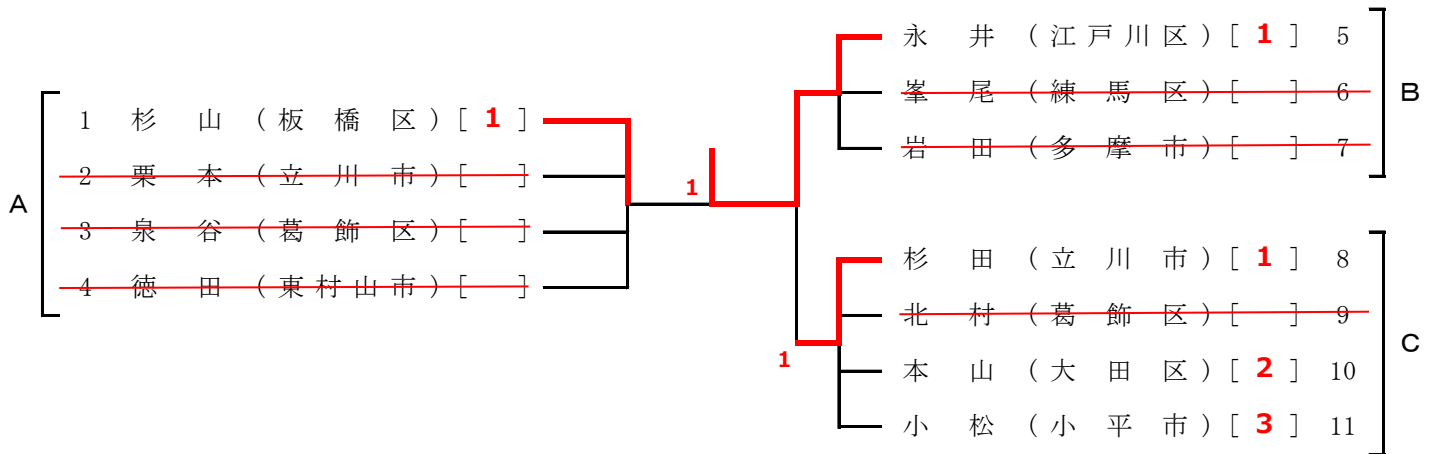 A
1 杉山(板橋区)[1]
2 栗本(立川市)[ ]
3 泉谷(葛飾区)[ ]
4 徳田(東村山市)[ ]
1
1
永井(江戸川区)[1] 5
峯尾(練馬区)[ ] 6
岩田(多摩市)[ ] 7
B
杉田(立川市)[1] 8
北村(葛飾区)[ ] 9
本山(大田区)[2] 10
小松(小平市)[3] 11
C